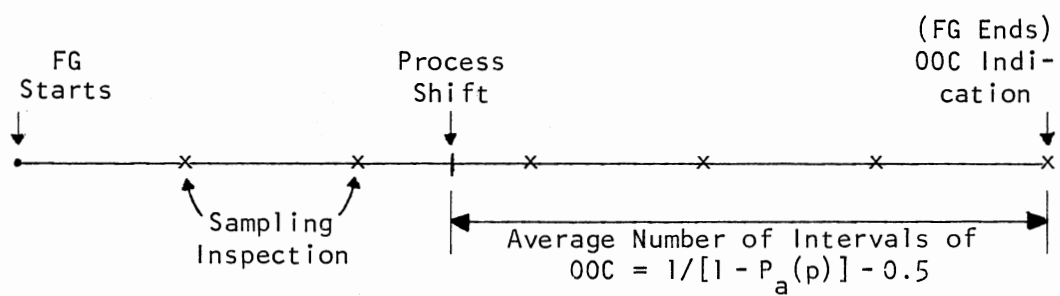 FG
Starts
Process
Shift
(FG Ends)
OOC Indi-
cation
Sampling
Inspection
Average Number of Intervals of
OOC = 1/[1 - Pa(p)] - 0.5